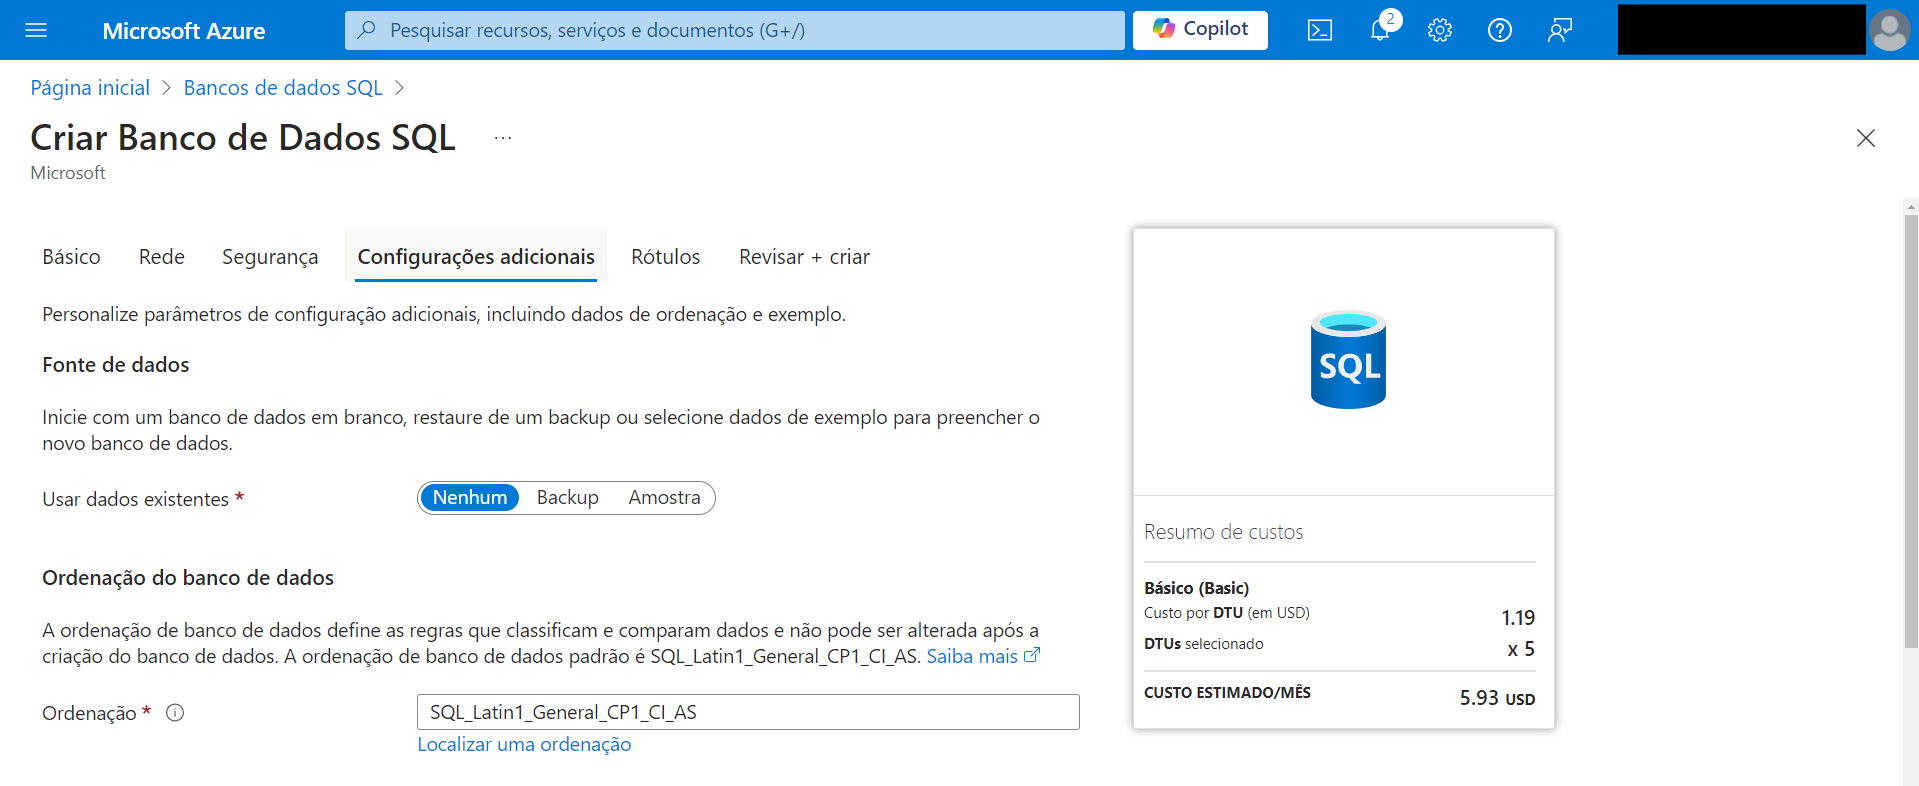 Microsoft Azure
Pesquisar recursos, serviços e documentos (G+/)
Copilot
2
Página inicial > Bancos de dados SQL >
Criar Banco de Dados SQL ...
Microsoft
Básico Rede Segurança Configurações adicionais Rótulos Revisar + criar
Personalize parâmetros de configuração adicionais, incluindo dados de ordenação e exemplo.
Fonte de dados
Inicie com um banco de dados em branco, restaure de um backup ou selecione dados de exemplo para preencher o
novo banco de dados.
Usar dados existentes *
Nenhum Backup Amostra
Ordenação do banco de dados
A ordenação de banco de dados define as regras que classificam e comparam dados e não pode ser alterada após a
criação do banco de dados. A ordenação de banco de dados padrão é SQL_Latin1_General_CP1_CI_AS. Saiba mais
Ordenação *
SQL_Latin1_General_CP1_CI_AS
Localizar uma ordenação
SQL
Resumo de custos
Básico (Basic)
Custo por DTU (em USD) 1.19
DTUs selecionado x 5
CUSTO ESTIMADO/MÊS 5.93 USD